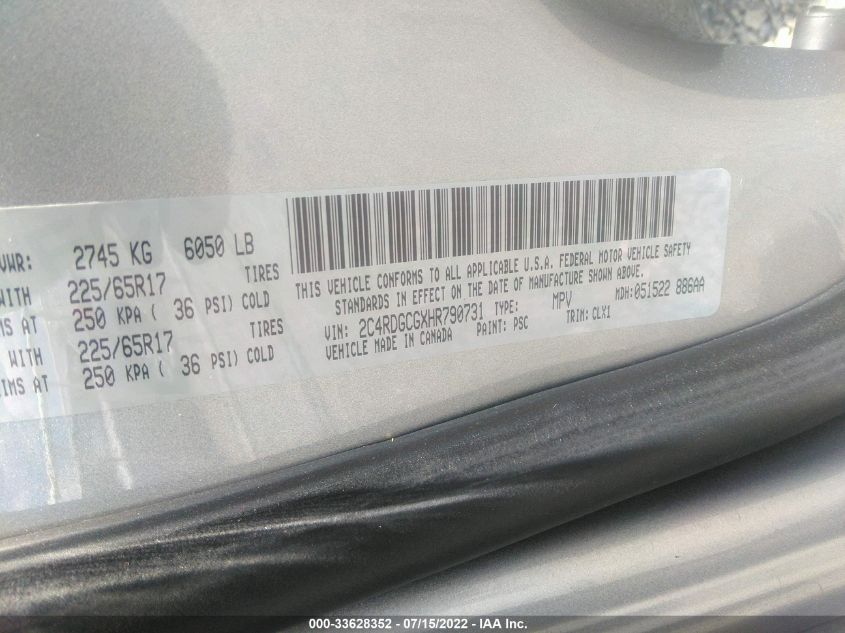 VWR: 2745 KG 6050 LB
WITH 225/65R17 TIRES
IMS AT 250 KPA ( 36 PSI) COLD
WITH 225/65R17 TIRES
IMS AT 250 KPA ( 36 PSI) COLD
THIS VEHICLE CONFORMS TO ALL APPLICABLE U.S.A. FEDERAL MOTOR VEHICLE SAFETY
STANDARDS IN EFFECT ON THE DATE OF MANUFACTURE SHOWN ABOVE.
VIN: 2C4RDGCGXHR790731 TYPE: MPV MDH: 051522 886AA
VEHICLE MADE IN CANADA PAINT: PSC TRIM: CLX1
000-33628352 - 07/15/2022 - IAA Inc.